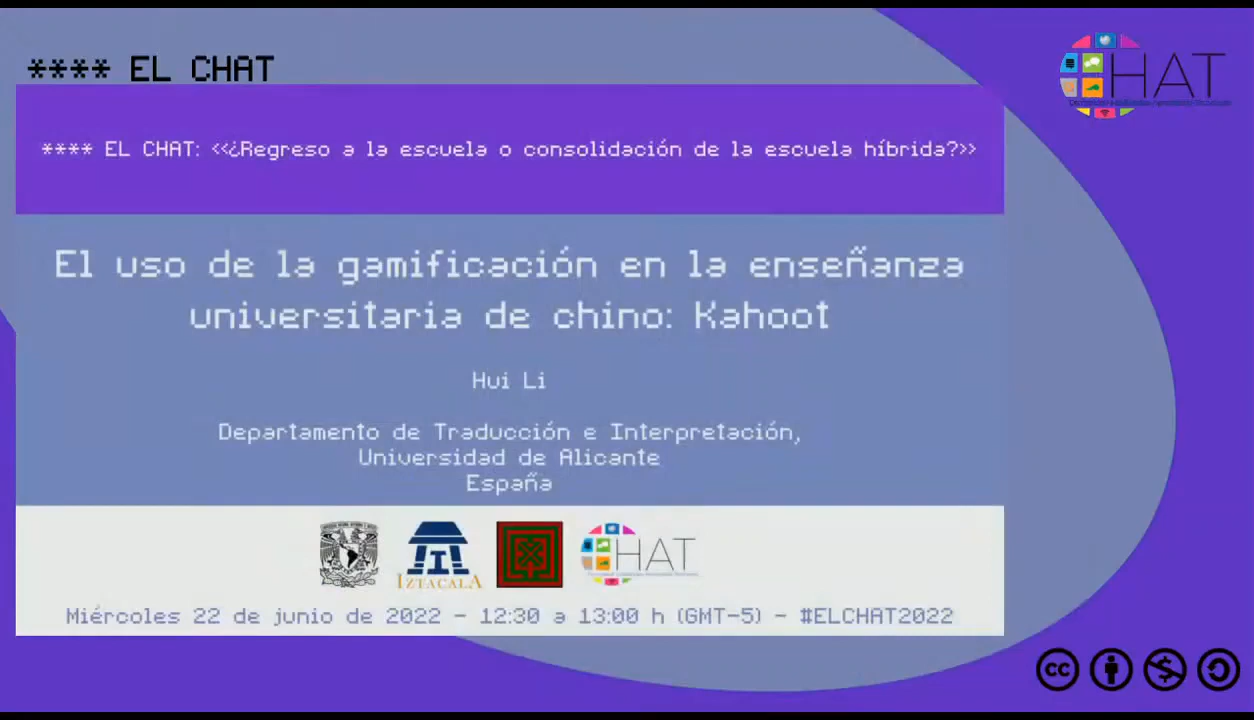 **** EL CHAT
HAT
**** EL CHAT: <<¿Regreso a la escuela o consolidación de la escuela híbrida?>>
El uso de la gamificación en la enseñanza
universitaria de chino: Kahoot
Hui Li
Departamento de Traducción e Interpretación,
Universidad de Alicante
España
IZTACALA
HAT
Miércoles 22 de junio de 2022 - 12:30 a 13:00 h (GMT-5) - #ELCHAT2022
cc